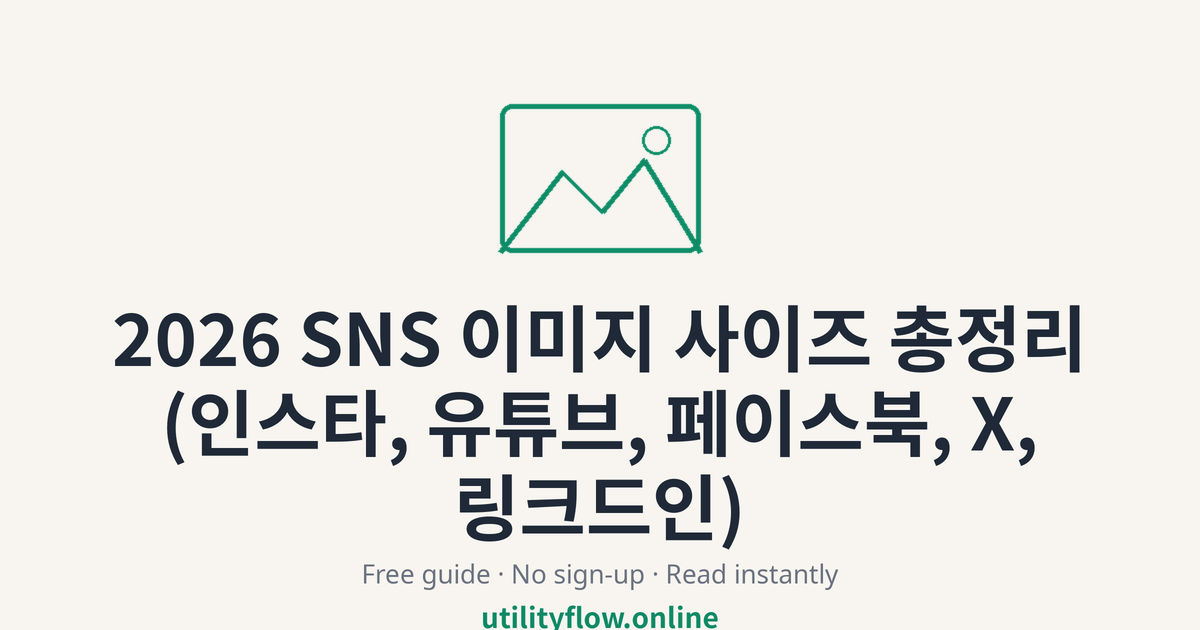 2026 SNS 이미지 사이즈 총정리
(인스타, 유튜브, 페이스북, X,
링크드인)
Free guide · No sign-up · Read instantly
utilityflow.online